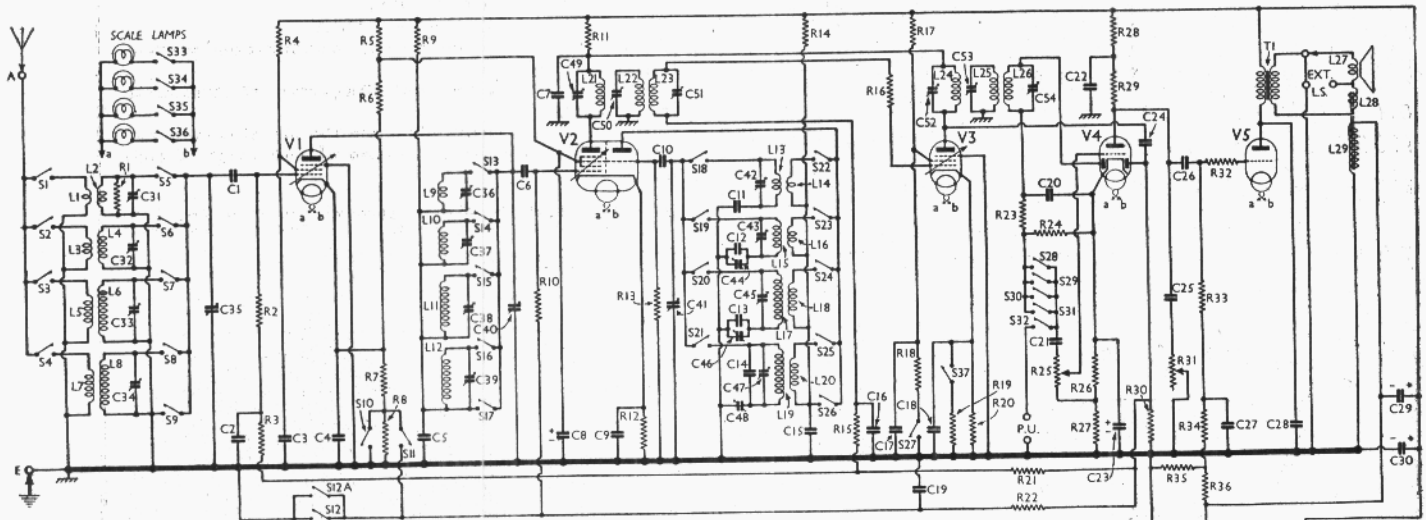 SCALE LAMPS
S33
S34
S35
S36
a b
A
R4
R5
R9
R11
R14
R17
R28
T1
L27
EXT.
L.S.
L28
L29
R6
C7
C49
L21
L22
L23
C50
C51
R16
C53
L24
L25
L26
C52
C54
C22
R29
V1
V2
V3
V4
V5
C24
S1
L1
L2
R1
C31
S5
C1
S2
L3
L4
C32
S6
S3
L5
L6
C33
S7
S4
L7
L8
C34
S8
S9
C35
R2
R3
C2
C3
C4
a b
R7
R8
S10
S11
C5
L9
C36
S13
L10
C37
S14
L11
C38
S15
L12
C39
S16
S17
C40
C6
R10
C8
- +
C9
R12
a b
R13
C10
C41
S18
S19
S20
S21
C11
C42
L13
L14
S22
C12
C43
C44
L15
L16
S23
C45
C13
C46
L17
L18
S24
C14
C47
C48
L19
L20
S25
S26
C15
R15
C16
C17
R18
S27
C18
S37
R19
R20
a b
C19
R21
R22
R23
C20
R24
S28
S29
S30
S31
S32
C21
R25
R26
R27
P.U.
C23
- +
a b
R30
C25
R31
C26
R32
R33
R34
C27
C28
R35
R36
a b
C29
- +
C30
- +
E
S12A
S12